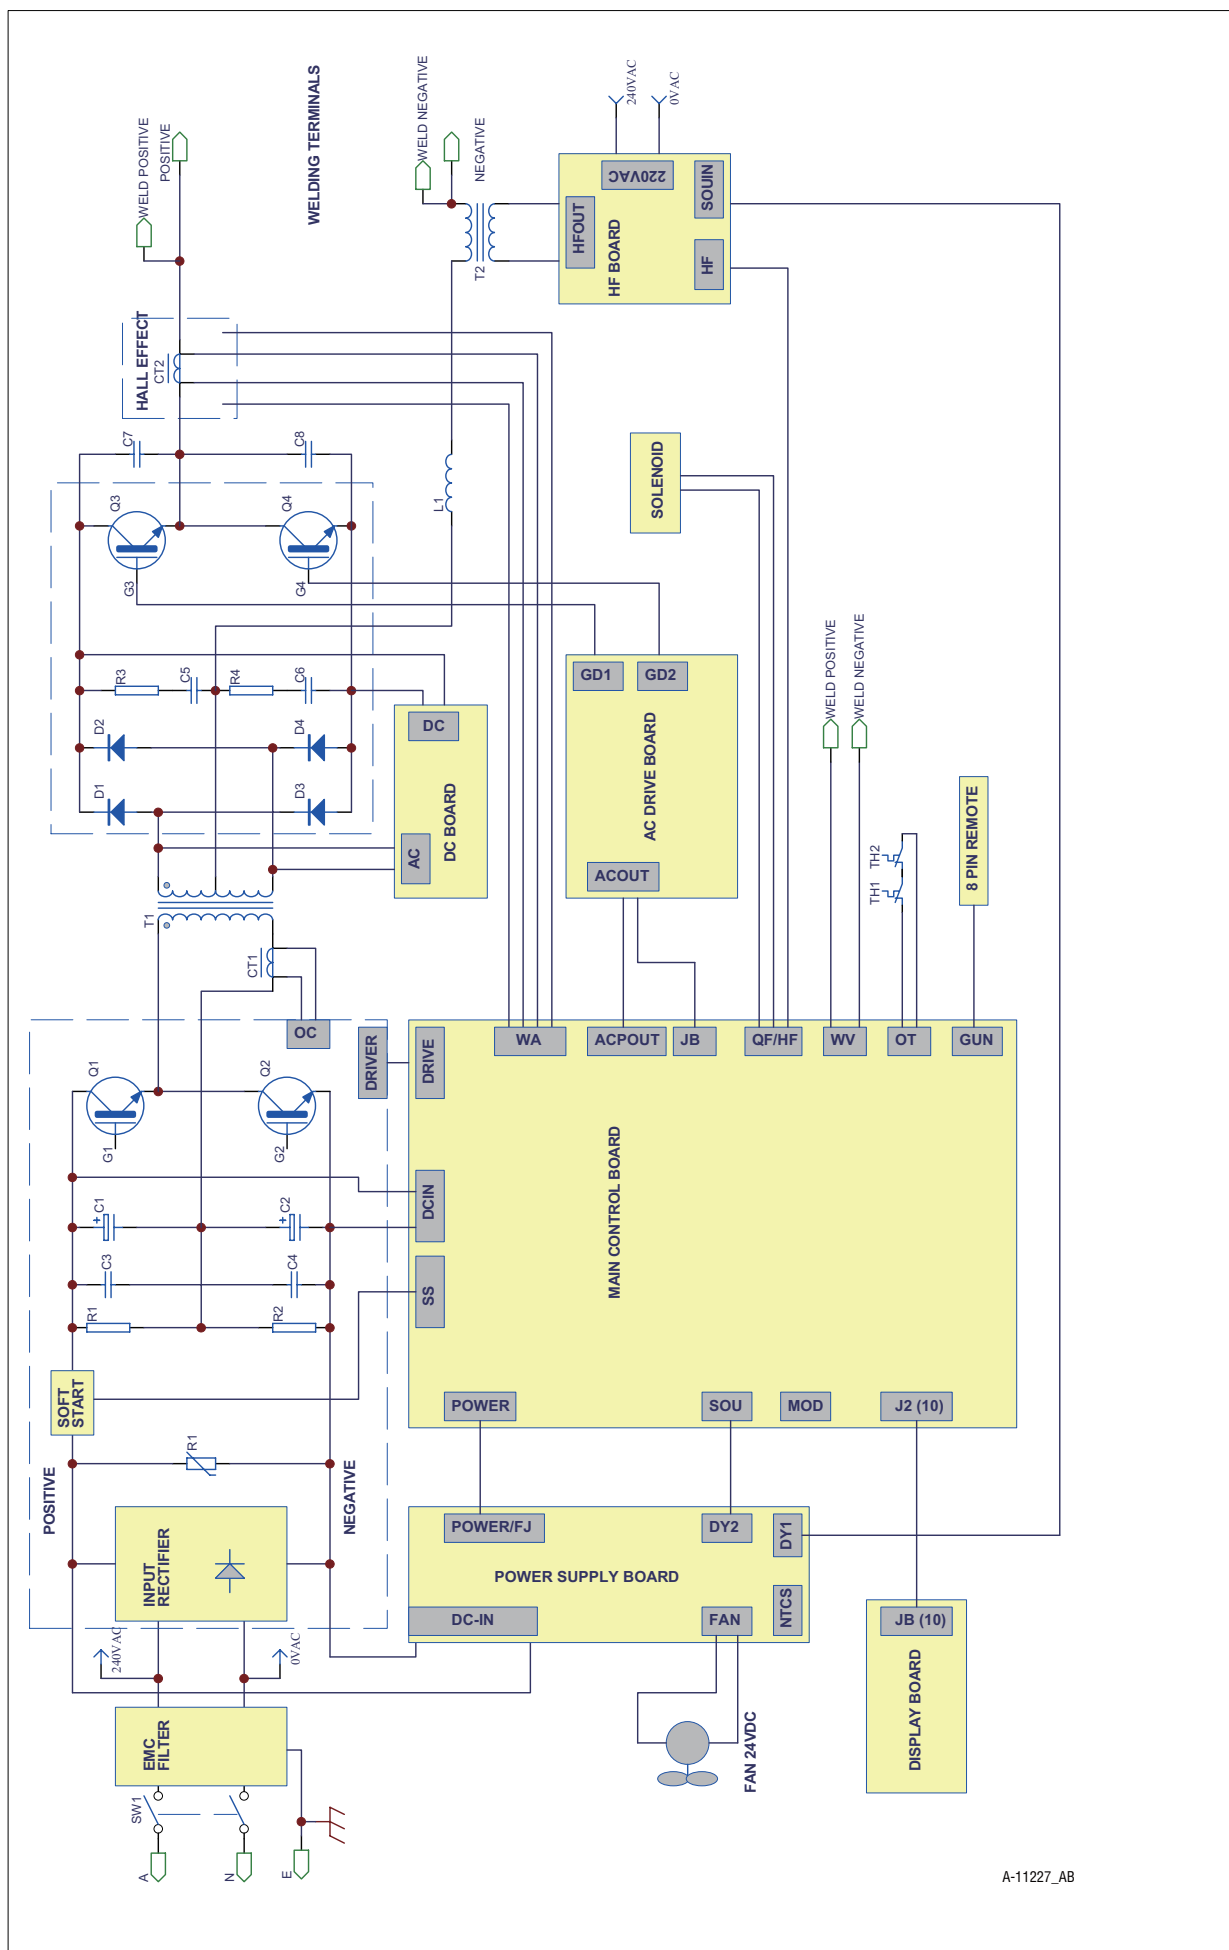 WELDING TERMINALS
WELD POSITIVE
POSITIVE
WELD NEGATIVE
NEGATIVE
240VAC
0VAC
220VAC
HFOUT
SOUIN
HF
HF BOARD
T2
HALL EFFECT
CT2
C7
C8
Q3
Q4
G3
G4
L1
SOLENOID
R3
C5
R4
C6
D2
D4
D1
D3
DC
DC BOARD
AC
GD1
GD2
AC DRIVE BOARD
ACOUT
WELD POSITIVE
WELD NEGATIVE
TH1
TH2
8 PIN REMOTE
T1
CT1
OC
DRIVER
DRIVE
WA
ACPOUT
JB
QF/HF
WV
OT
GUN
Q1
Q2
G1
G2
DCIN
+
C1
+
C2
C3
C4
R1
R2
SS
MAIN CONTROL BOARD
SOFT
START
POWER
SOU
MOD
J2 (10)
R1
POSITIVE
NEGATIVE
INPUT
RECTIFIER
POWER/FJ
DY2
DY1
POWER SUPPLY BOARD
DC-IN
FAN
NTCS
JB (10)
DISPLAY BOARD
240VAC
0VAC
EMC
FILTER
FAN 24VDC
SW1
A
N
E
A-11227_AB